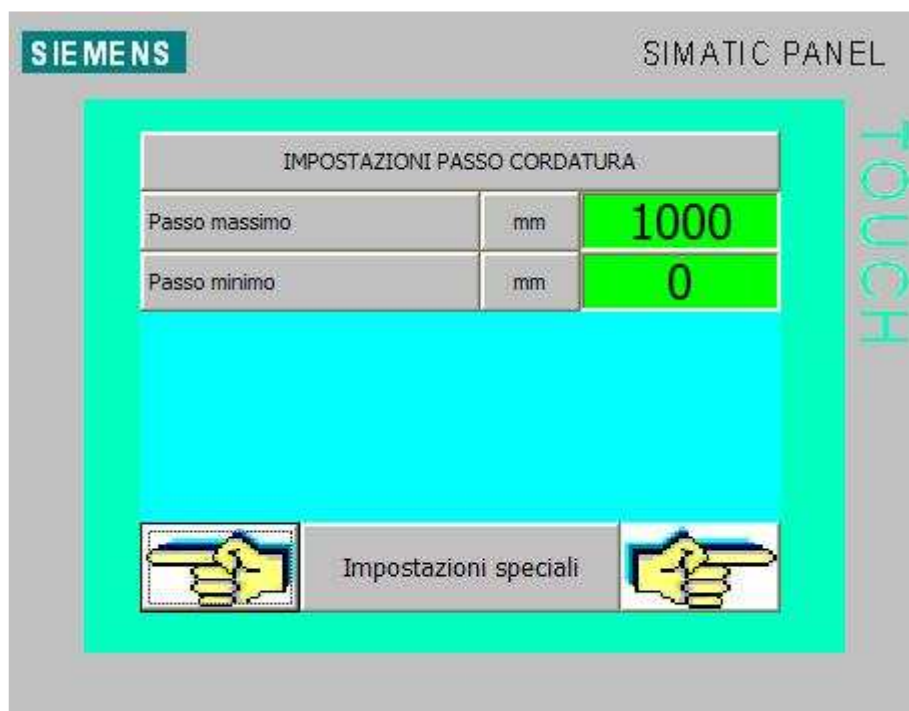 SIEMENS
SIMATIC PANEL
TOUCH
IMPOSTAZIONI PASSO CORDATURA
Passo massimo mm 1000
Passo minimo mm 0
Impostazioni speciali